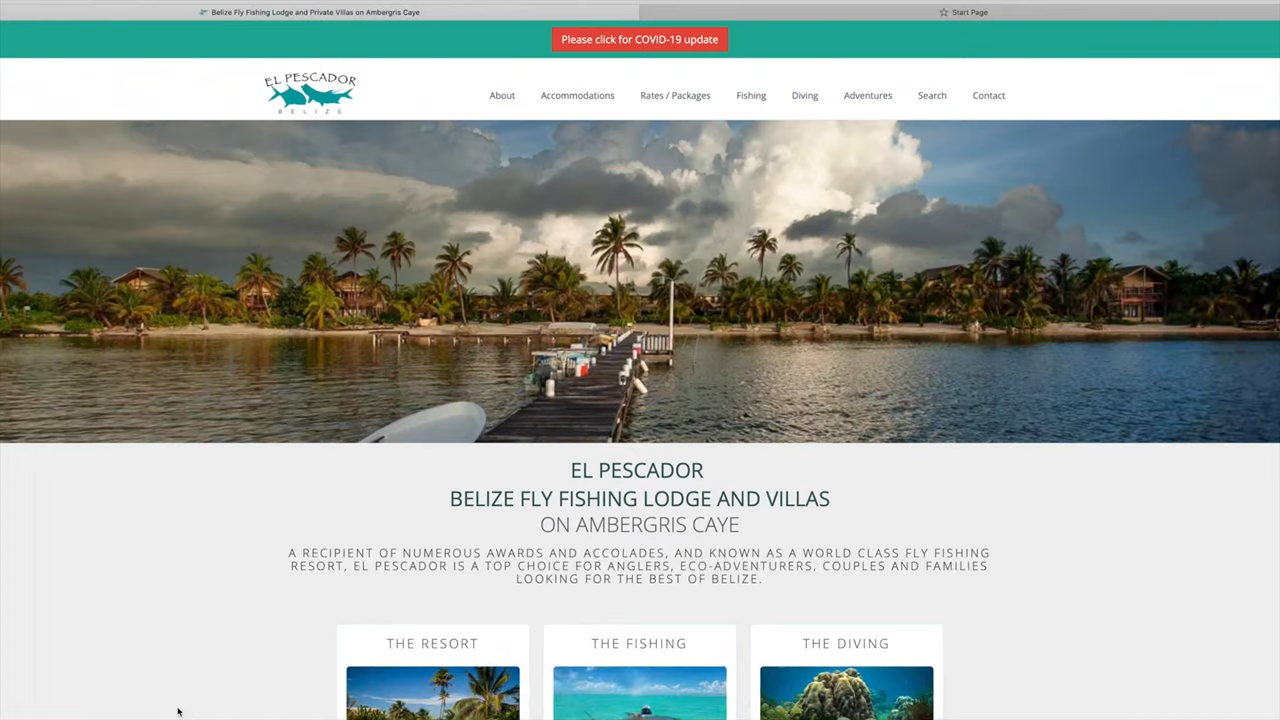 Belize Fly Fishing Lodge and Private Villas on Ambergris Caye
Start Page
Please click for COVID-19 update
EL PESCADOR
BELIZE
About
Accommodations
Rates / Packages
Fishing
Diving
Adventures
Search
Contact
EL PESCADOR
BELIZE FLY FISHING LODGE AND VILLAS
ON AMBERGRIS CAYE
A RECIPIENT OF NUMEROUS AWARDS AND ACCOLADES, AND KNOWN AS A WORLD CLASS FLY FISHING
RESORT, EL PESCADOR IS A TOP CHOICE FOR ANGLERS, ECO-ADVENTURERS, COUPLES AND FAMILIES
LOOKING FOR THE BEST OF BELIZE.
THE RESORT
THE FISHING
THE DIVING